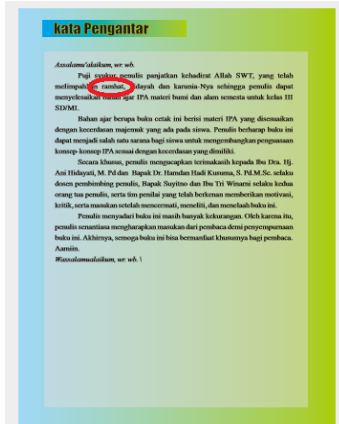 kata Pengantar
Assalamu'alaikum, wr. wb.
Puji syukur penulis panjatkan kehadirat Allah SWT, yang telah
melimpahkan ramhat, hidayah dan karunia-Nya sehingga penulis dapat
menyelesaikan bahan ajar IPA materi bumi dan alam semesta untuk kelas III
SD/MI.
Bahan ajar berupa buku cetak ini berisi materi IPA yang disesuaikan
dengan kecerdasan majemuk yang ada pada siswa. Penulis berharap buku ini
dapat menjadi salah satu sarana bagi siswa untuk mengembangkan penguasaan
konsep-konsep IPA sesuai dengan kecerdasan yang dimiliki.
Secara khusus, penulis mengucapkan terimakasih kepada Ibu Dra. Hj.
Ani Hidayati, M. Pd dan Bapak Dr. Hamdan Hadi Kusuma, S. Pd.M.Sc. selaku
dosen pembimbing penulis, Bapak Suyitno dan Ibu Tri Winarni selaku kedua
orang tua penulis, serta tim penilai yang telah berkenan memberikan motivasi,
kritik, serta masukan setelah mencermati, meneliti, dan menelaah buku ini.
Penulis menyadari buku ini masih banyak kekurangan. Oleh karena itu,
penulis senantiasa mengharapkan masukan dari pembaca demi penyempurnaan
buku ini. Akhirnya, semoga buku ini bisa bermanfaat khususnya bagi pembaca.
Aamiin.
Wassalamualaikum, wr. wb. \